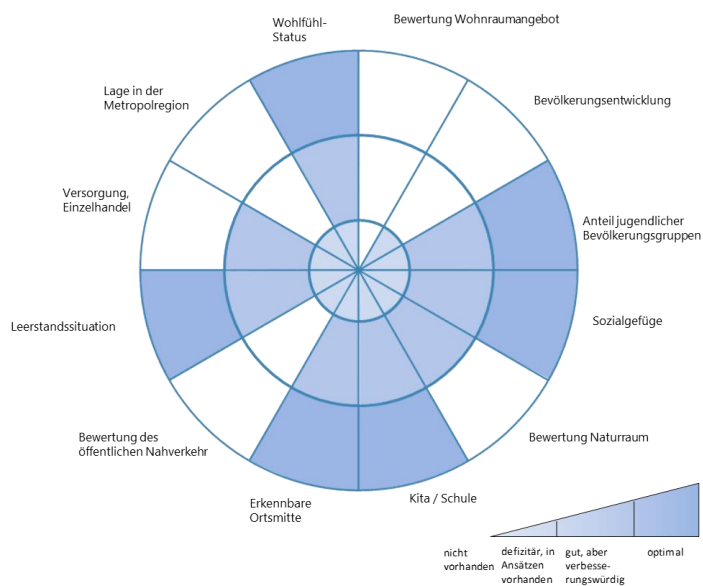 Wohlfühl-
Status
Bewertung Wohnraumangebot
Bevölkerungsentwicklung
Anteil jugendlicher
Bevölkerungsgruppen
Sozialgefüge
Bewertung Naturraum
Kita / Schule
Erkennbare
Ortsmitte
Bewertung des
öffentlichen Nahverkehr
Leerstandssituation
Versorgung,
Einzelhandel
Lage in der
Metropolregion
nicht
vorhanden
defizitär, in
Ansätzen
vorhanden
gut, aber
verbesse-
rungswürdig
optimal